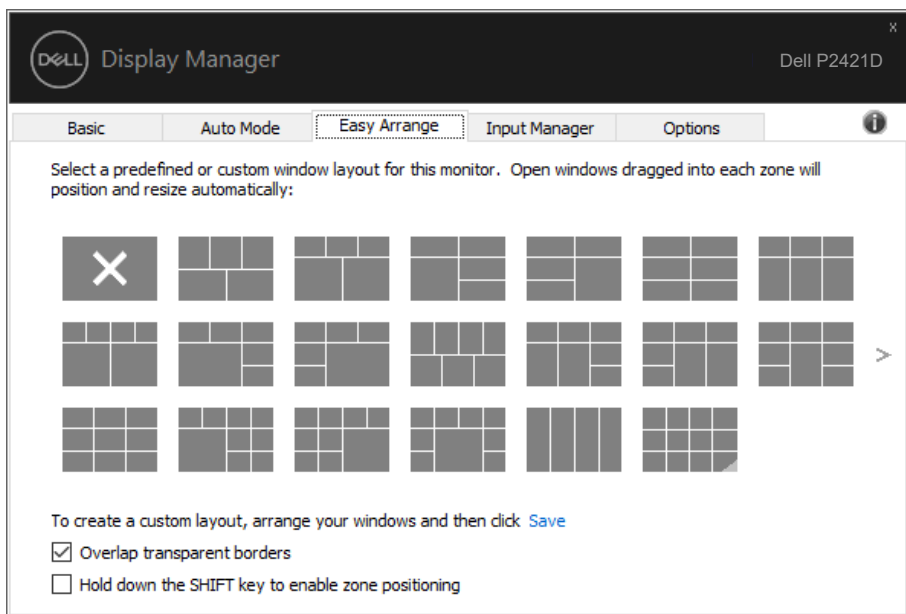 x
DELL Display Manager
Dell P2421D
Basic Auto Mode Easy Arrange Input Manager Options i
Select a predefined or custom window layout for this monitor. Open windows dragged into each zone will
position and resize automatically:
>
To create a custom layout, arrange your windows and then click Save
Overlap transparent borders
Hold down the SHIFT key to enable zone positioning